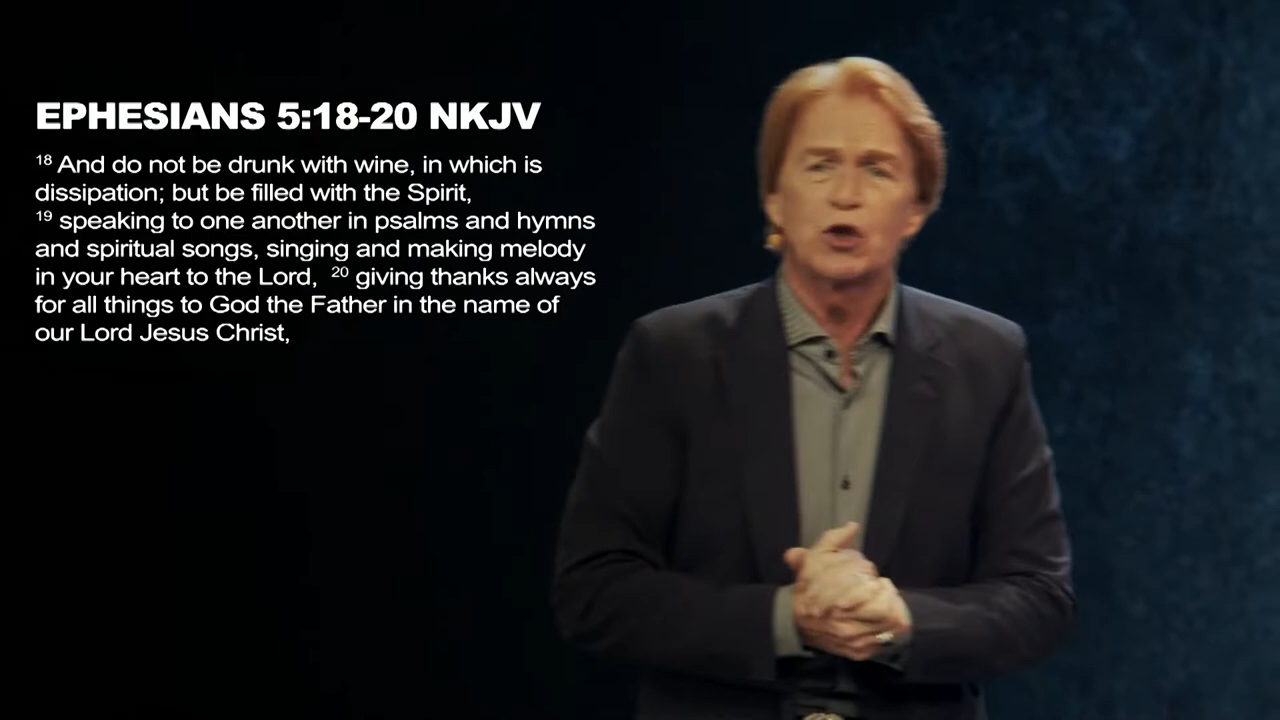 EPHESIANS 5:18-20 NKJV
18 And do not be drunk with wine, in which is
dissipation; but be filled with the Spirit,
19 speaking to one another in psalms and hymns
and spiritual songs, singing and making melody
in your heart to the Lord, 20 giving thanks always
for all things to God the Father in the name of
our Lord Jesus Christ,